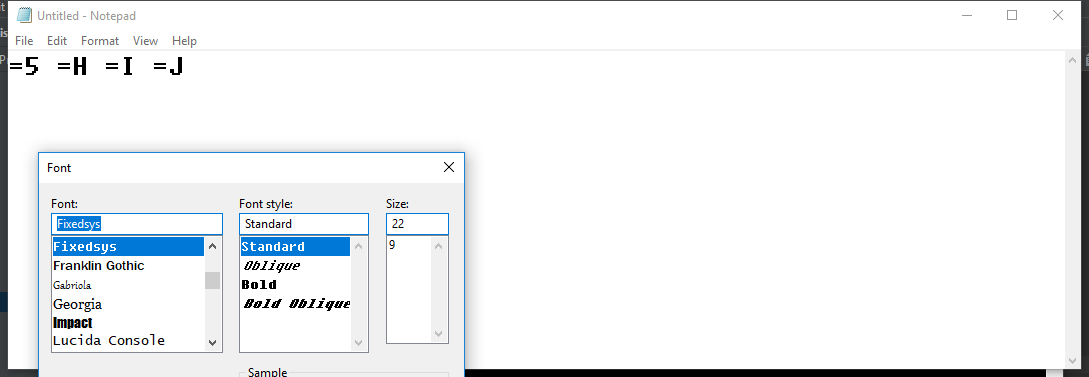 Untitled - Notepad
File Edit Format View Help
=5 =H =I =J
Font
Font: Font style: Size:
Fixedsys Standard 22
Fixedsys Standard 9
Franklin Gothic Oblique
Gabriola Bold
Georgia Bold Oblique
Impact
Lucida Console
Sample